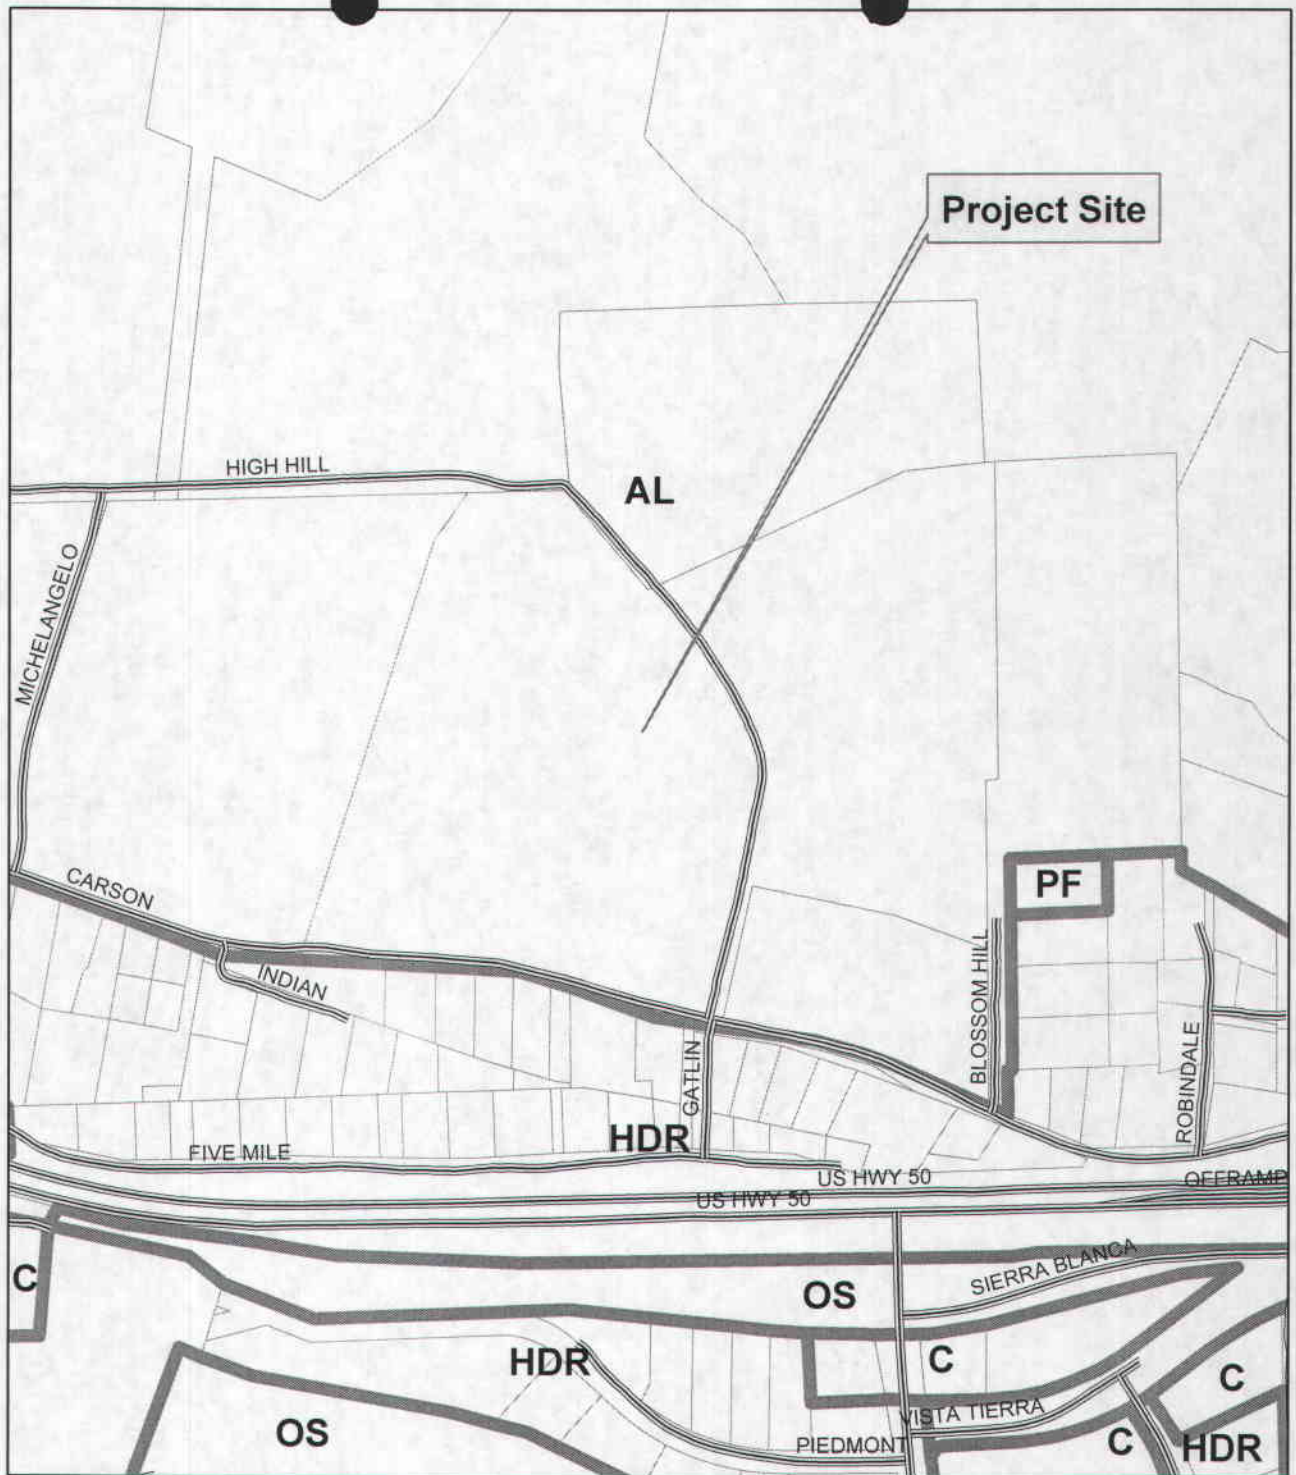 Project Site
HIGH HILL
AL
MICHELANGELO
CARSON
PF
INDIAN
BLOSSOM HILL
ROBINDALE
GATLIN
HDR
FIVE MILE
US HWY 50
OFFRAMP
US HWY 50
SIERRA BLANCA
C
OS
HDR
C
C
VISTA TIERRA
OS
PIEDMONT
C
HDR